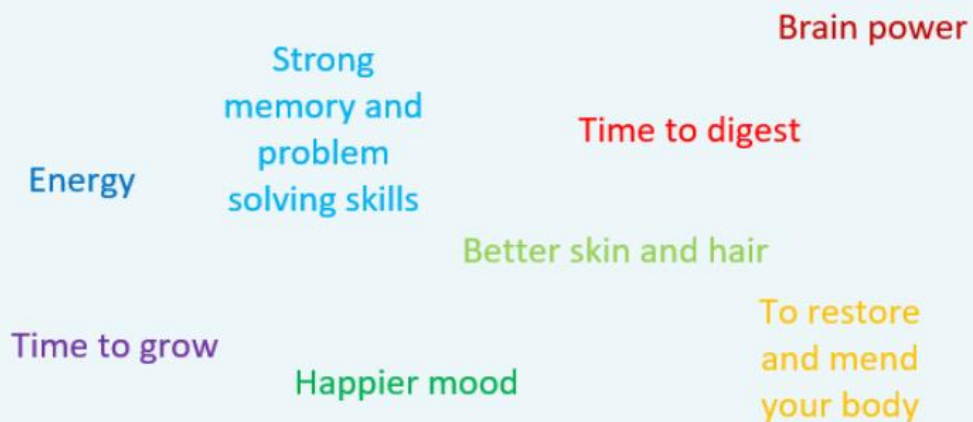 Brain power
Strong
memory and
problem
solving skills
Time to digest
Energy
Better skin and hair
Time to grow
Happier mood
To restore
and mend
your body